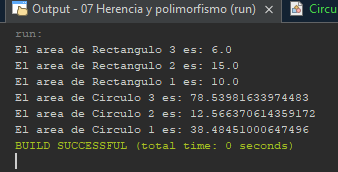 Output - 07 Herencia y polimorfismo (run) × Circu
run:
El area de Rectangulo 3 es: 6.0
El area de Rectangulo 2 es: 15.0
El area de Rectangulo 1 es: 10.0
El area de Circulo 3 es: 78.53981633974483
El area de Circulo 2 es: 12.566370614359172
El area de Circulo 1 es: 38.48451000647496
BUILD SUCCESSFUL (total time: 0 seconds)